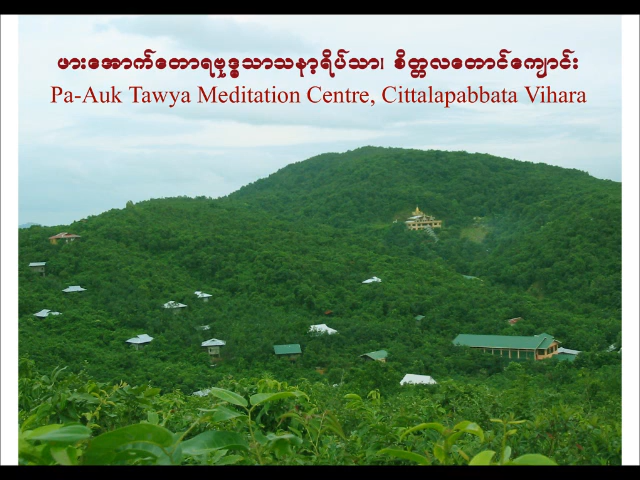 ဖားအောက်တောရဗုဒ္ဓသာသနာ့ရိပ်သာ၊ စိတ္တလတောင်ကျောင်း
Pa-Auk Tawya Meditation Centre, Cittalapabbata Vihara